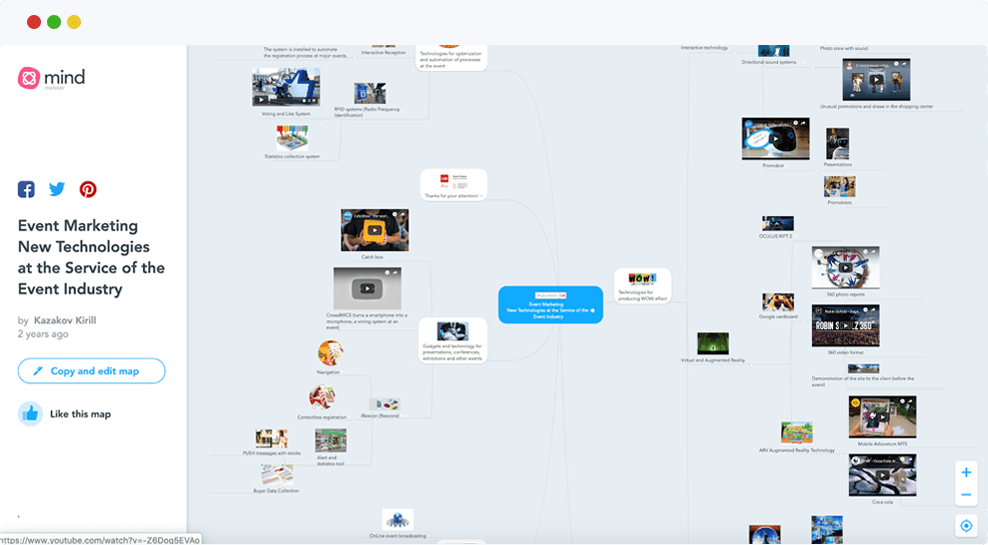 mind
meister
Event Marketing
New Technologies
at the Service of the
Event Industry
by Kazakov Kirill
2 years ago
Copy and edit map
Like this map
https://www.youtube.com/watch?v=-Z6Dog5EVAo
The system is installed to automate
the registration process at major events.
Interactive Reception
Technologies for optimization
and automation of processes
at the event
Voting and Like System
RFID systems (Radio Frequency
Identification)
Statistics collection system
Thanks for your attention!
Catch box
CrowdMICS (turns a smartphone into a
microphone, a voting system at an
event)
Gadgets and technology for
presentations, conferences,
exhibitions and other events
Navigation
Contactless registration
iBeacon (Beacons)
PUSH messages with stocks
Alert and
statistics tool
Buyer Data Collection
OnLine event broadcasting
Event Marketing
New Technologies at the Service of the
Event Industry
WOW!
Technologies for
producing WOW effect
Interactive technology
Directional sound systems
Photo zone with sound
Unusual promotions and shows in the shopping center
Promobot
Presentations
Promotions
OCULUS RIFT 2
360 photo reports
Google cardboard
ROBIN S
Z 360°
360 video format
Virtual and Augmented Reality
Demonstration of the site to the client before the
event
ARV Augmented Reality Technology
Mobile Arboretum MTS
Coca cola